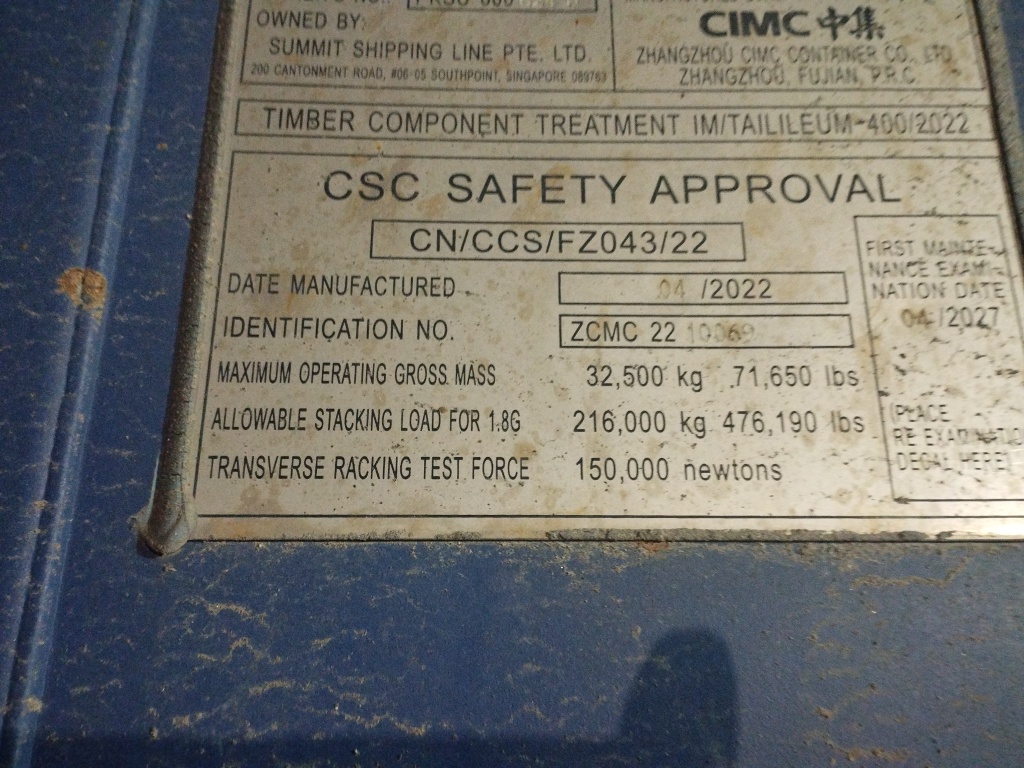 OWNED BY:
SUMMIT SHIPPING LINE PTE. LTD.
200 CANTONMENT ROAD, #06-05 SOUTHPOINT, SINGAPORE 089763
CIMC 中集
ZHANGZHOU CIMC CONTAINER CO., LTD.
ZHANGZHOU, FUJIAN, P.R.C.
TIMBER COMPONENT TREATMENT IM/TAILILEUM-400/2022
CSC SAFETY APPROVAL
CN/CCS/FZ043/22
DATE MANUFACTURED 04 /2022
IDENTIFICATION NO. ZCMC 22
MAXIMUM OPERATING GROSS MASS 32,500 kg 71,650 lbs
ALLOWABLE STACKING LOAD FOR 1.8G 216,000 kg 476,190 lbs
TRANSVERSE RACKING TEST FORCE 150,000 newtons
FIRST MAINTE-
NANCE EXAMI-
NATION DATE
04 /2027
(PLACE
RE EXAMINATIO
DECAL HERE)